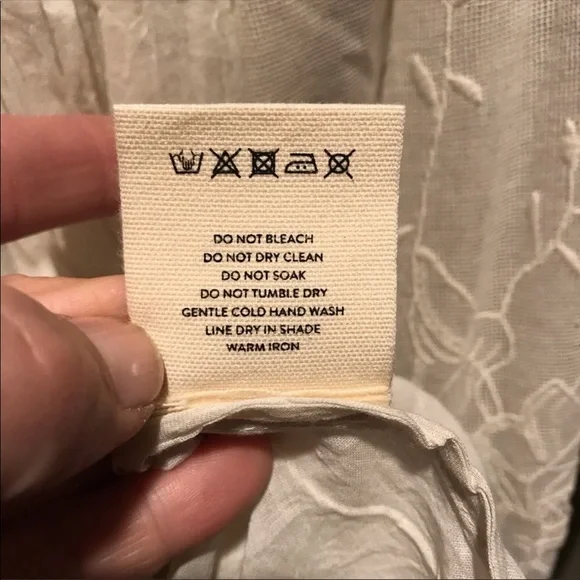 DO NOT BLEACH
DO NOT DRY CLEAN
DO NOT SOAK
DO NOT TUMBLE DRY
GENTLE COLD HAND WASH
LINE DRY IN SHADE
WARM IRON